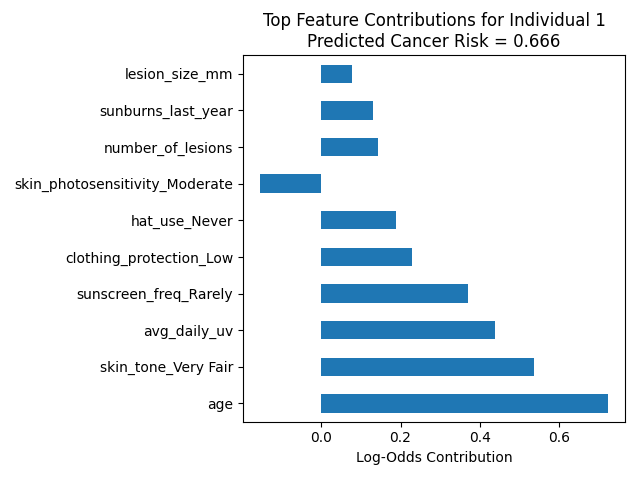 Top Feature Contributions for Individual 1
Predicted Cancer Risk = 0.666
lesion_size_mm
sunburns_last_year
number_of_lesions
skin_photosensitivity_Moderate
hat_use_Never
clothing_protection_Low
sunscreen_freq_Rarely
avg_daily_uv
skin_tone_Very Fair
age
0.0 0.2 0.4 0.6
Log-Odds Contribution